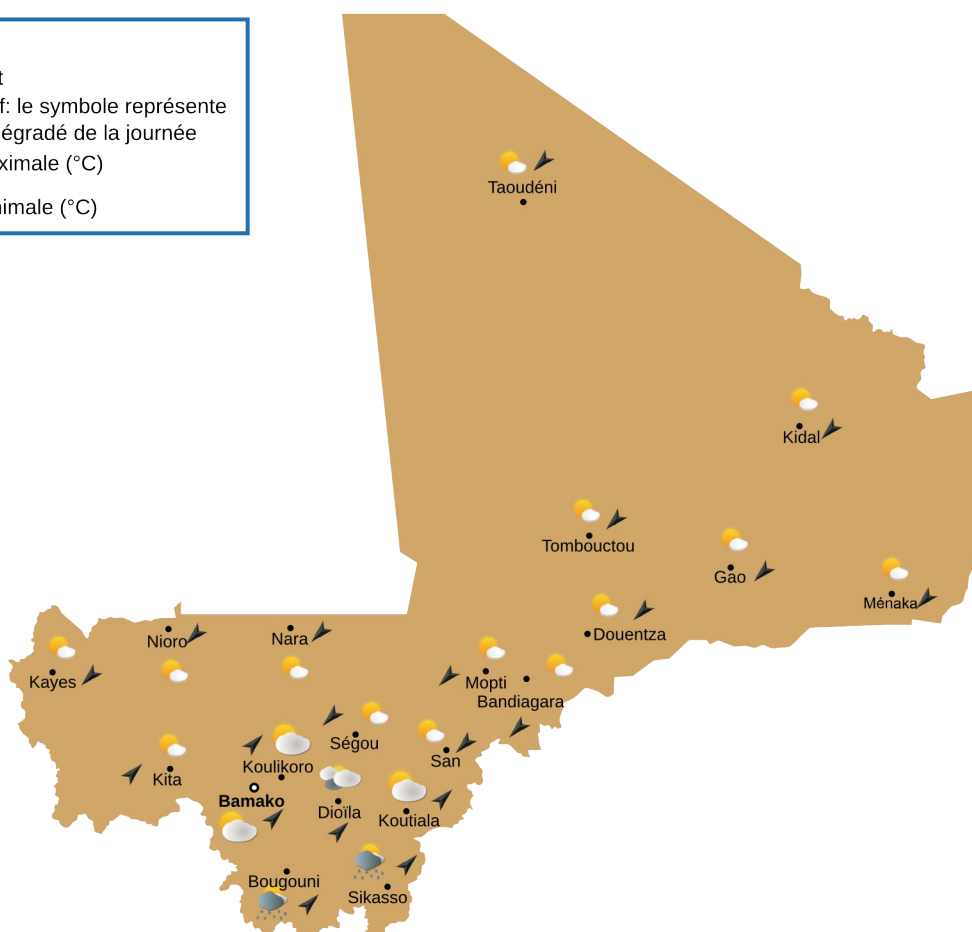 t
f: le symbole représente
égradé de la journée
ximale (°C)
imale (°C)
Taoudéni
Kidal
Tombouctou
Gao
Ménaka
Douentza
Nioro
Nara
Kayes
Mopti
Bandiagara
Ségou
San
Kita
Koulikoro
Bamako
Dioïla
Koutiala
Bougouni
Sikasso